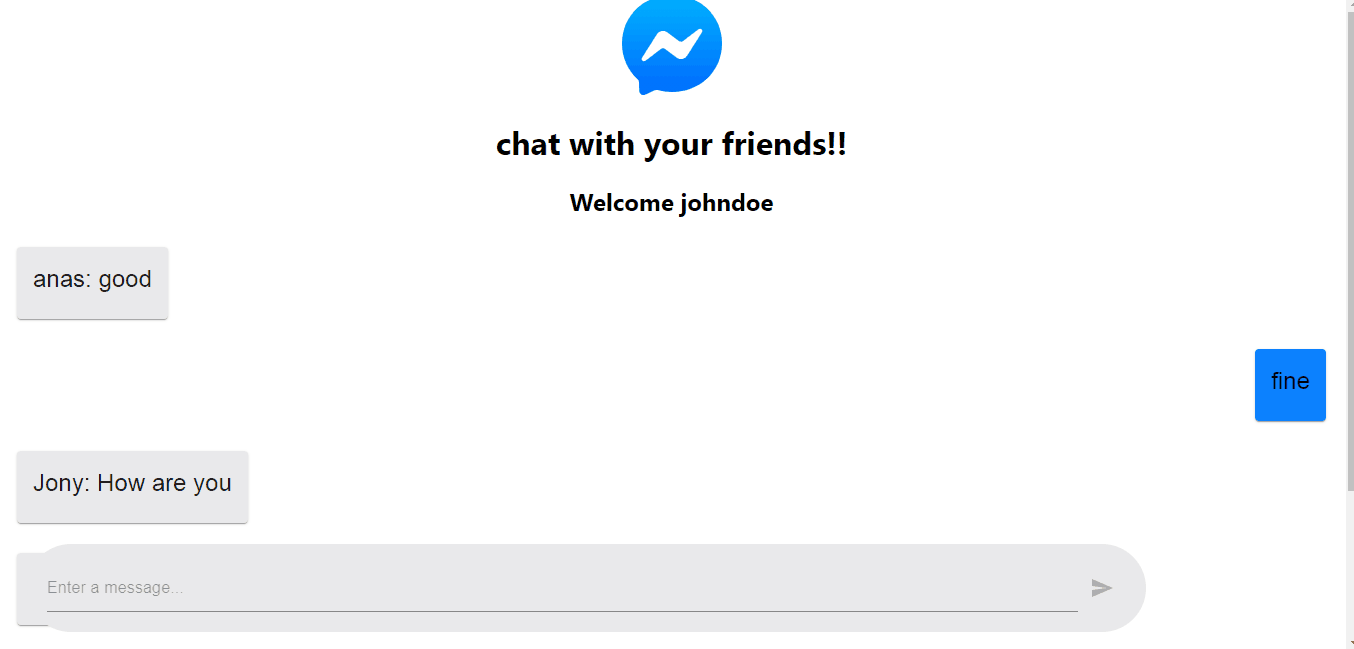 chat with your friends!!
Welcome johndoe
anas: good
fine
Jony: How are you
Enter a message...